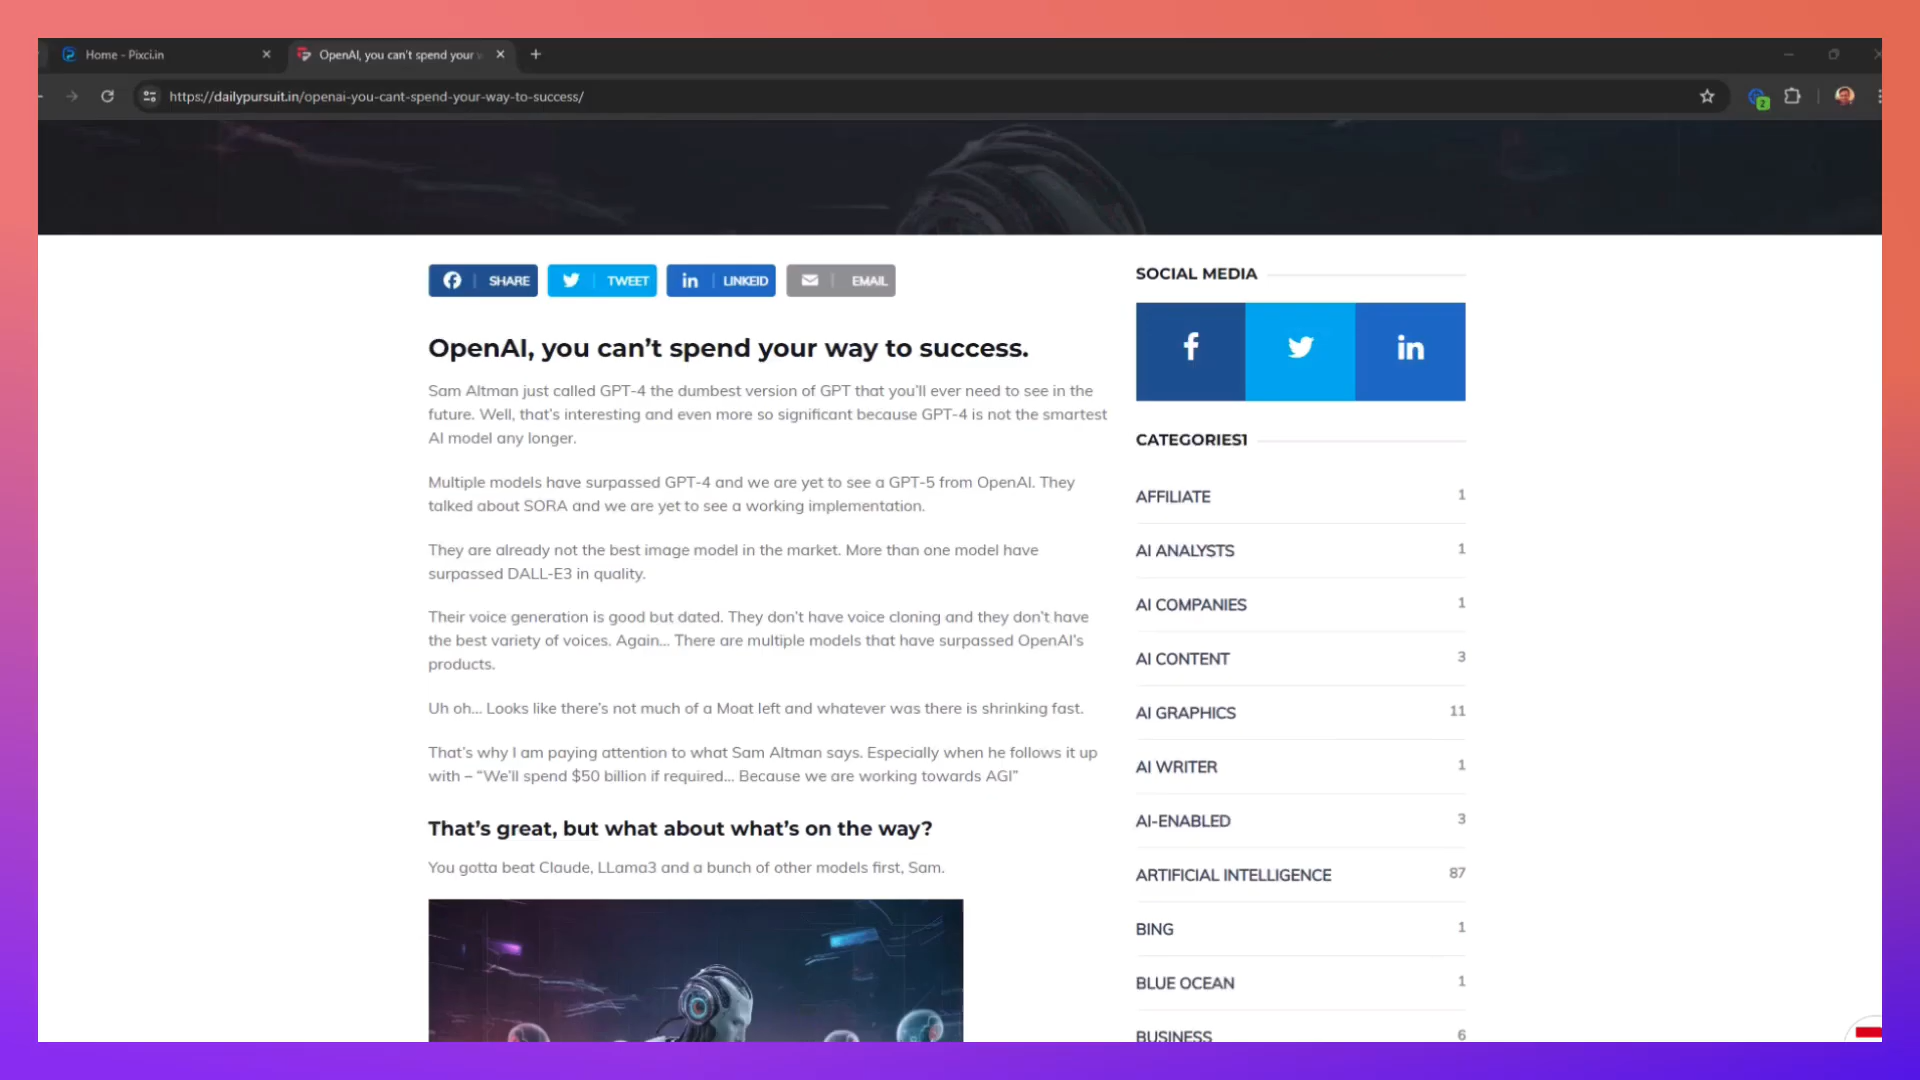 Home - Pixci.in
OpenAI, you can't spend your
https://dailypursuit.in/openai-you-cant-spend-your-way-to-success/
2
SHARE
TWEET
LINKEID
EMAIL
OpenAI, you can’t spend your way to success.
Sam Altman just called GPT-4 the dumbest version of GPT that you’ll ever need to see in the
future. Well, that’s interesting and even more so significant because GPT-4 is not the smartest
AI model any longer.
Multiple models have surpassed GPT-4 and we are yet to see a GPT-5 from OpenAI. They
talked about SORA and we are yet to see a working implementation.
They are already not the best image model in the market. More than one model have
surpassed DALL-E3 in quality.
Their voice generation is good but dated. They don’t have voice cloning and they don’t have
the best variety of voices. Again… There are multiple models that have surpassed OpenAI’s
products.
Uh oh… Looks like there’s not much of a Moat left and whatever was there is shrinking fast.
That’s why I am paying attention to what Sam Altman says. Especially when he follows it up
with – “We’ll spend $50 billion if required… Because we are working towards AGI”
That’s great, but what about what’s on the way?
You gotta beat Claude, LLama3 and a bunch of other models first, Sam.
SOCIAL MEDIA
CATEGORIES1
AFFILIATE 1
AI ANALYSTS 1
AI COMPANIES 1
AI CONTENT 3
AI GRAPHICS 11
AI WRITER 1
AI-ENABLED 3
ARTIFICIAL INTELLIGENCE 87
BING 1
BLUE OCEAN 1
BUSINESS 6